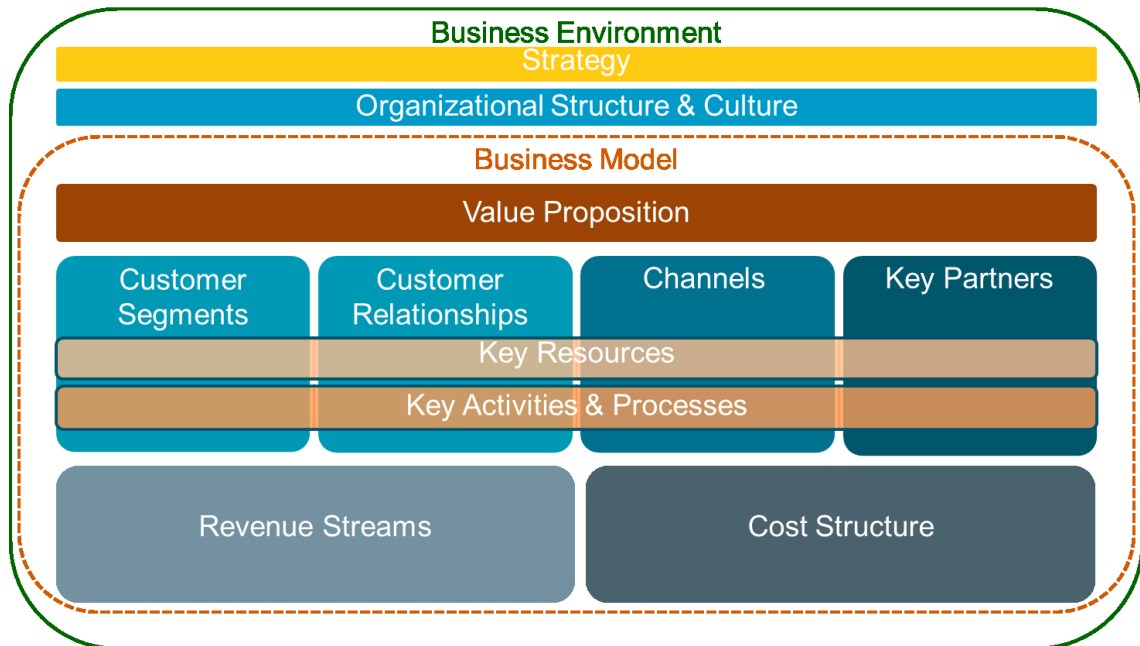 Business Environment
Strategy
Organizational Structure & Culture
Business Model
Value Proposition
Customer
Segments
Customer
Relationships
Channels
Key Partners
Key Resources
Key Activities & Processes
Revenue Streams
Cost Structure